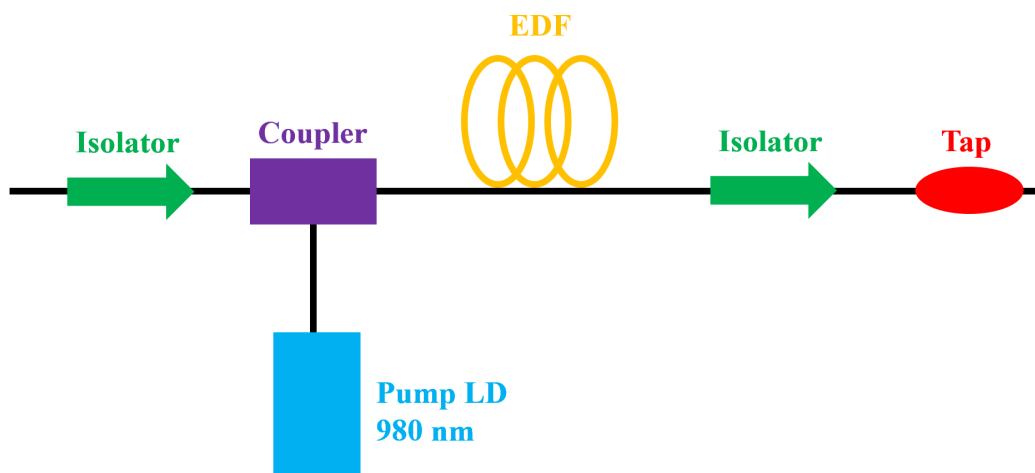 EDF
Isolator
Coupler
Isolator
Tap
Pump LD
980 nm